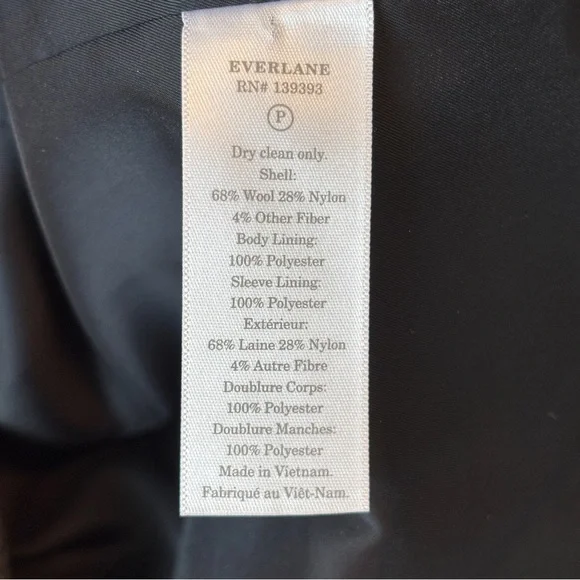 EVERLANE
RN# 139393
P
Dry clean only.
Shell:
68% Wool 28% Nylon
4% Other Fiber
Body Lining:
100% Polyester
Sleeve Lining:
100% Polyester
Extérieur:
68% Laine 28% Nylon
4% Autre Fibre
Doublure Corps:
100% Polyester
Doublure Manches:
100% Polyester
Made in Vietnam.
Fabriqué au Viêt-Nam.